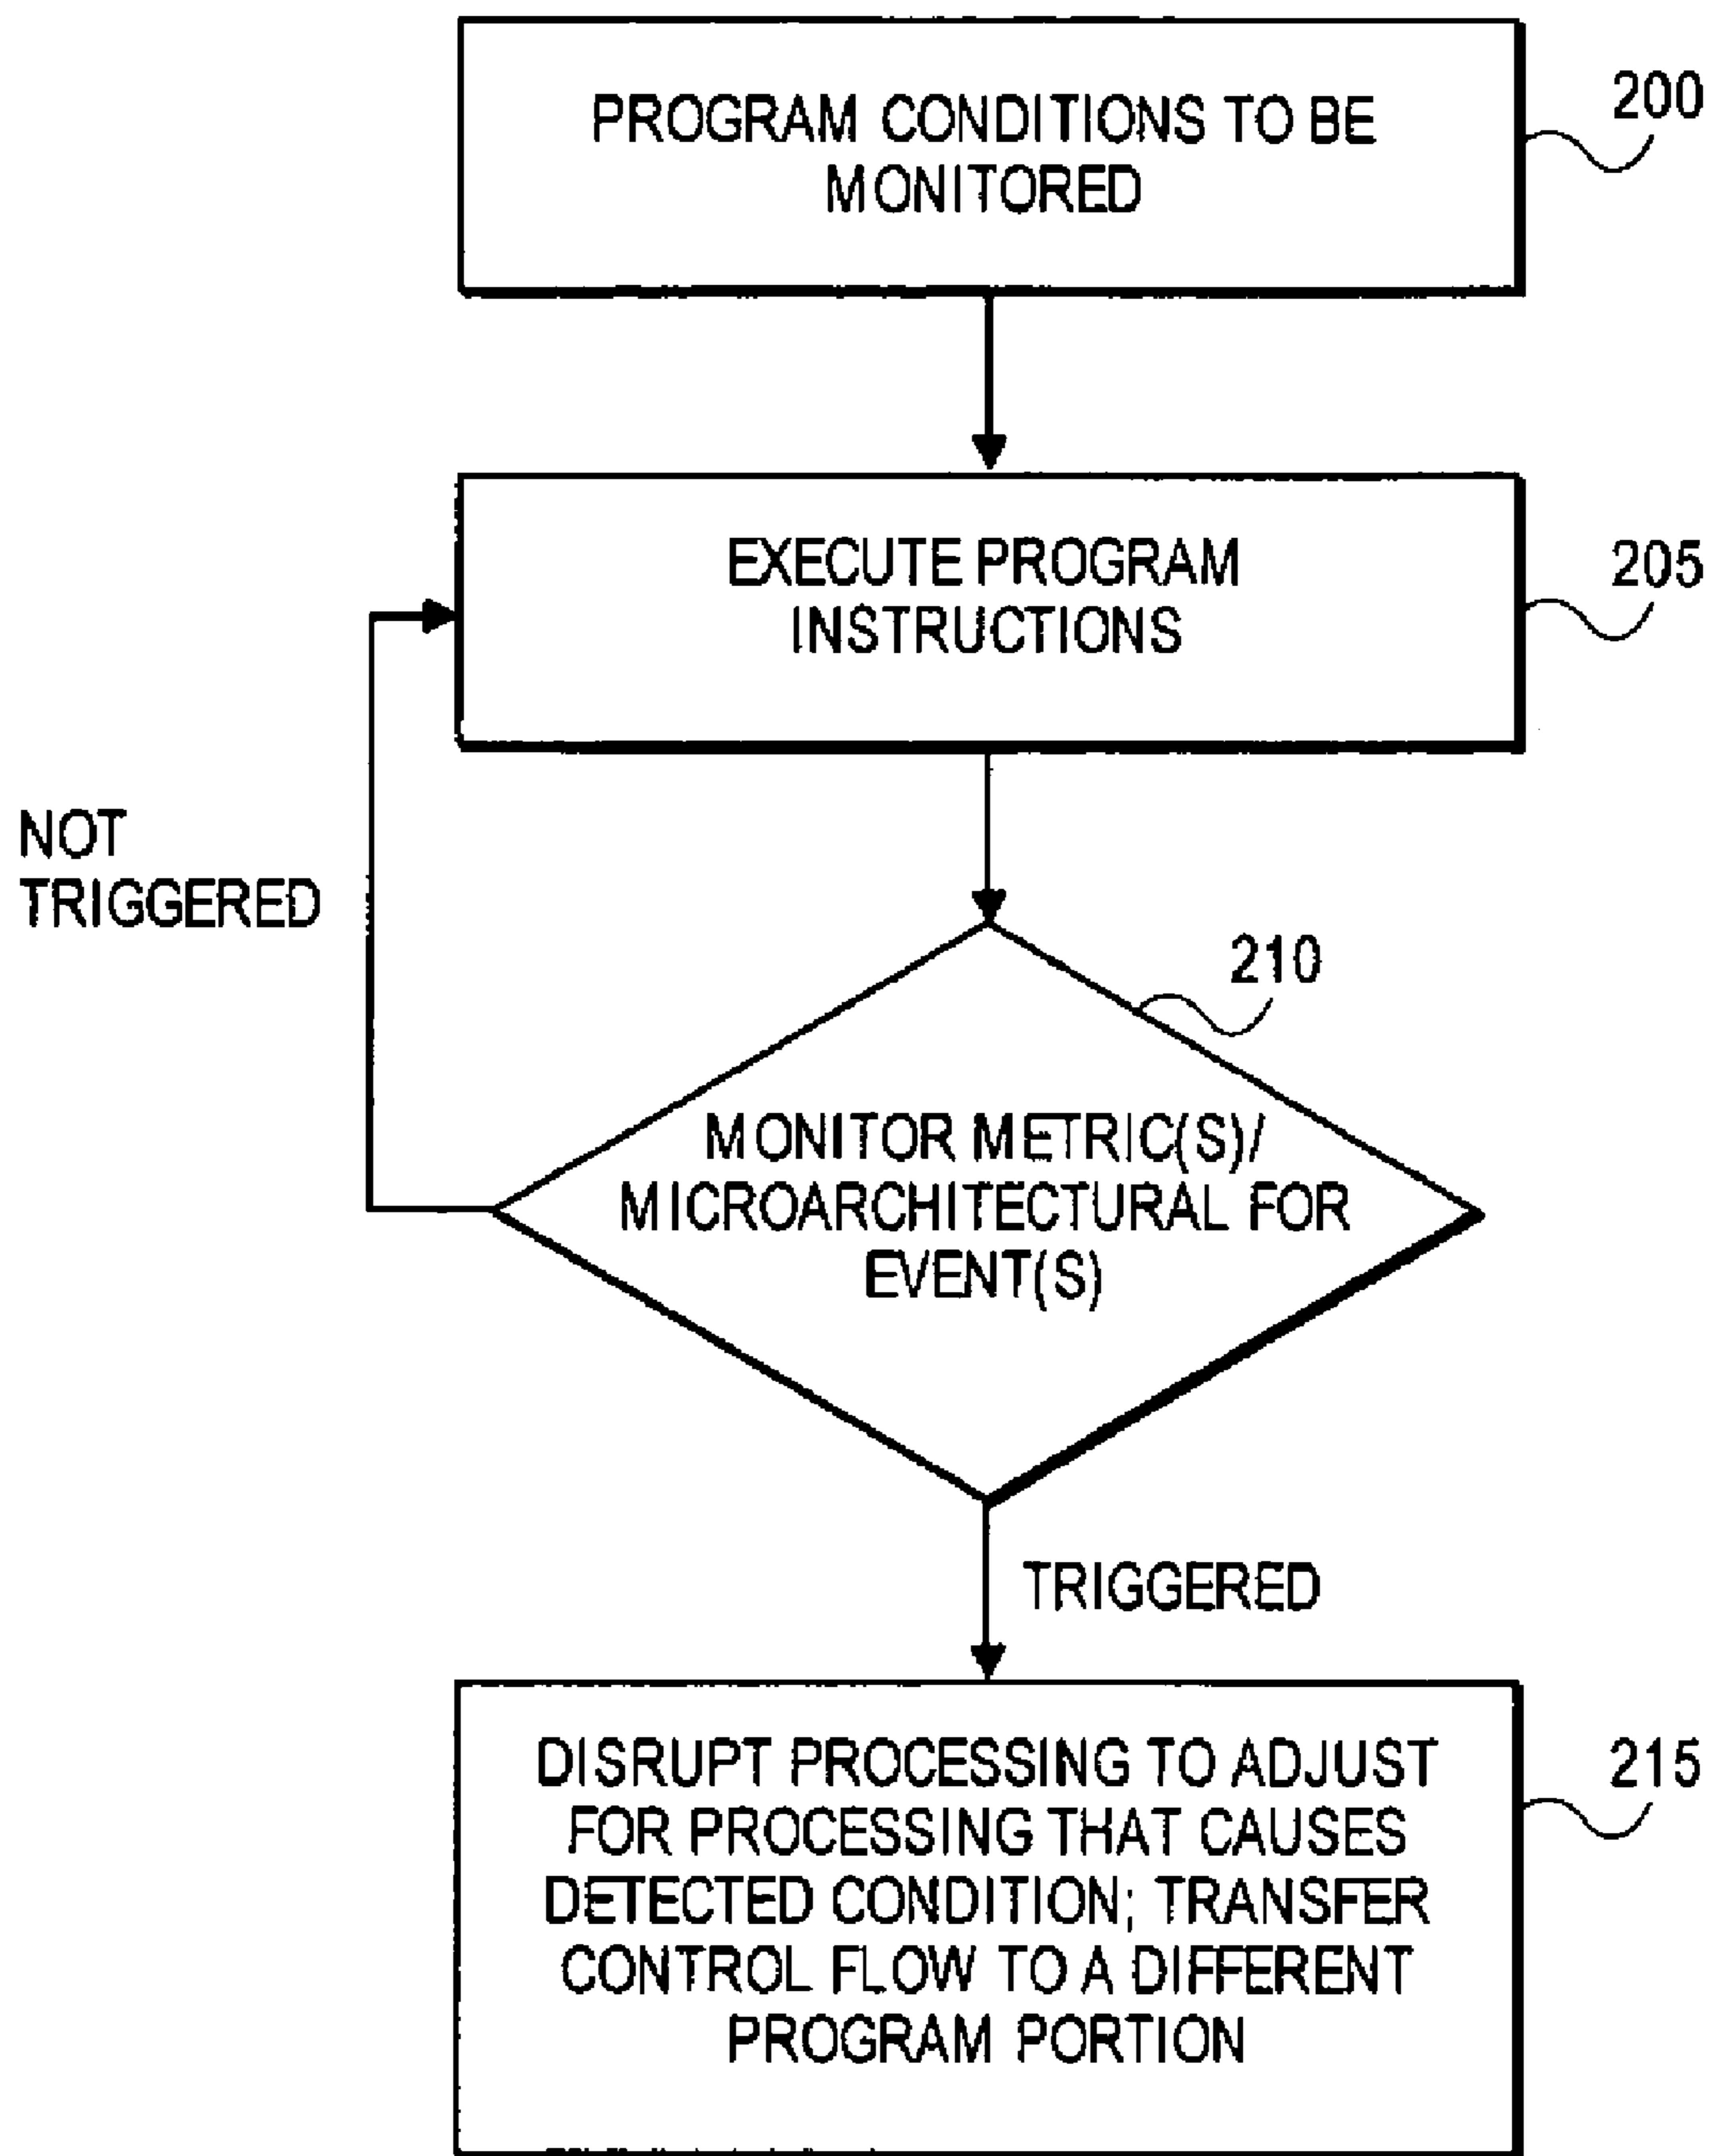 PROGRAM CONDITIONS TO BE
MONITORED
200
EXECUTE PROGRAM
INSTRUCTIONS
205
NOT
TRIGGERED
210
MONITOR METRIC(S)/
MICROARCHITECTURAL FOR
EVENT(S)
TRIGGERED
DISRUPT PROCESSING TO ADJUST
FOR PROCESSING THAT CAUSES
DETECTED CONDITION; TRANSFER
CONTROL FLOW TO A DIFFERENT
PROGRAM PORTION
215